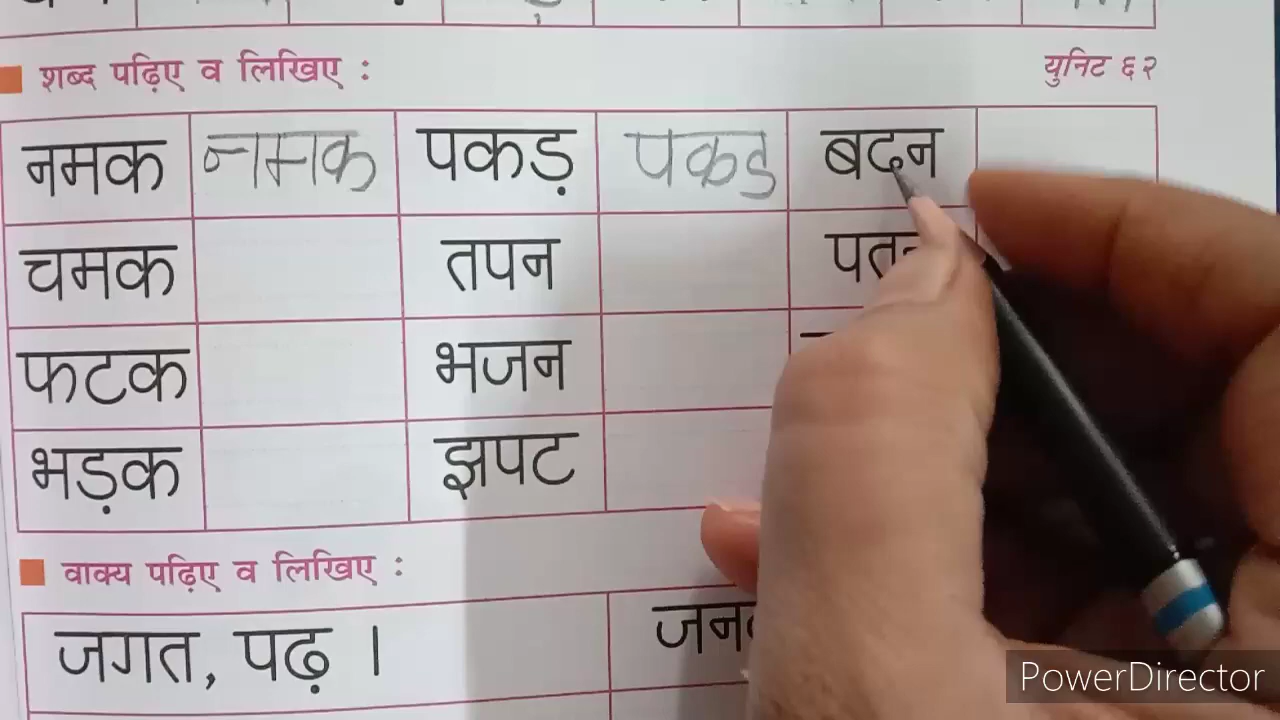 शब्द पढ़िए व लिखिए : युनिट ६२
नमक नमक पकड़ पकड बदन
चमक तपन
फटक भजन
भड़क झपट
वाक्य पढ़िए व लिखिए :
जगत, पढ़ ।
PowerDirector